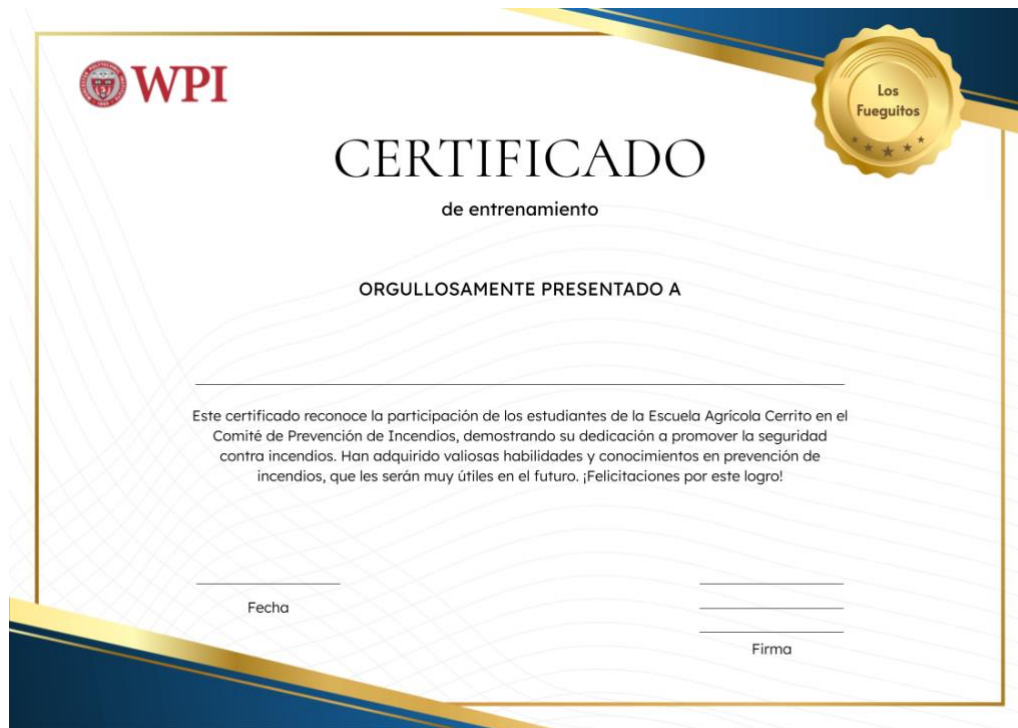 WPI
Los
Fueguitos
CERTIFICADO
de entrenamiento
ORGULLOSAMENTE PRESENTADO A
Este certificado reconoce la participación de los estudiantes de la Escuela Agrícola Cerrito en el
Comité de Prevención de Incendios, demostrando su dedicación a promover la seguridad
contra incendios. Han adquirido valiosas habilidades y conocimientos en prevención de
incendios, que les serán muy útiles en el futuro. ¡Felicitaciones por este logro!
Fecha
Firma